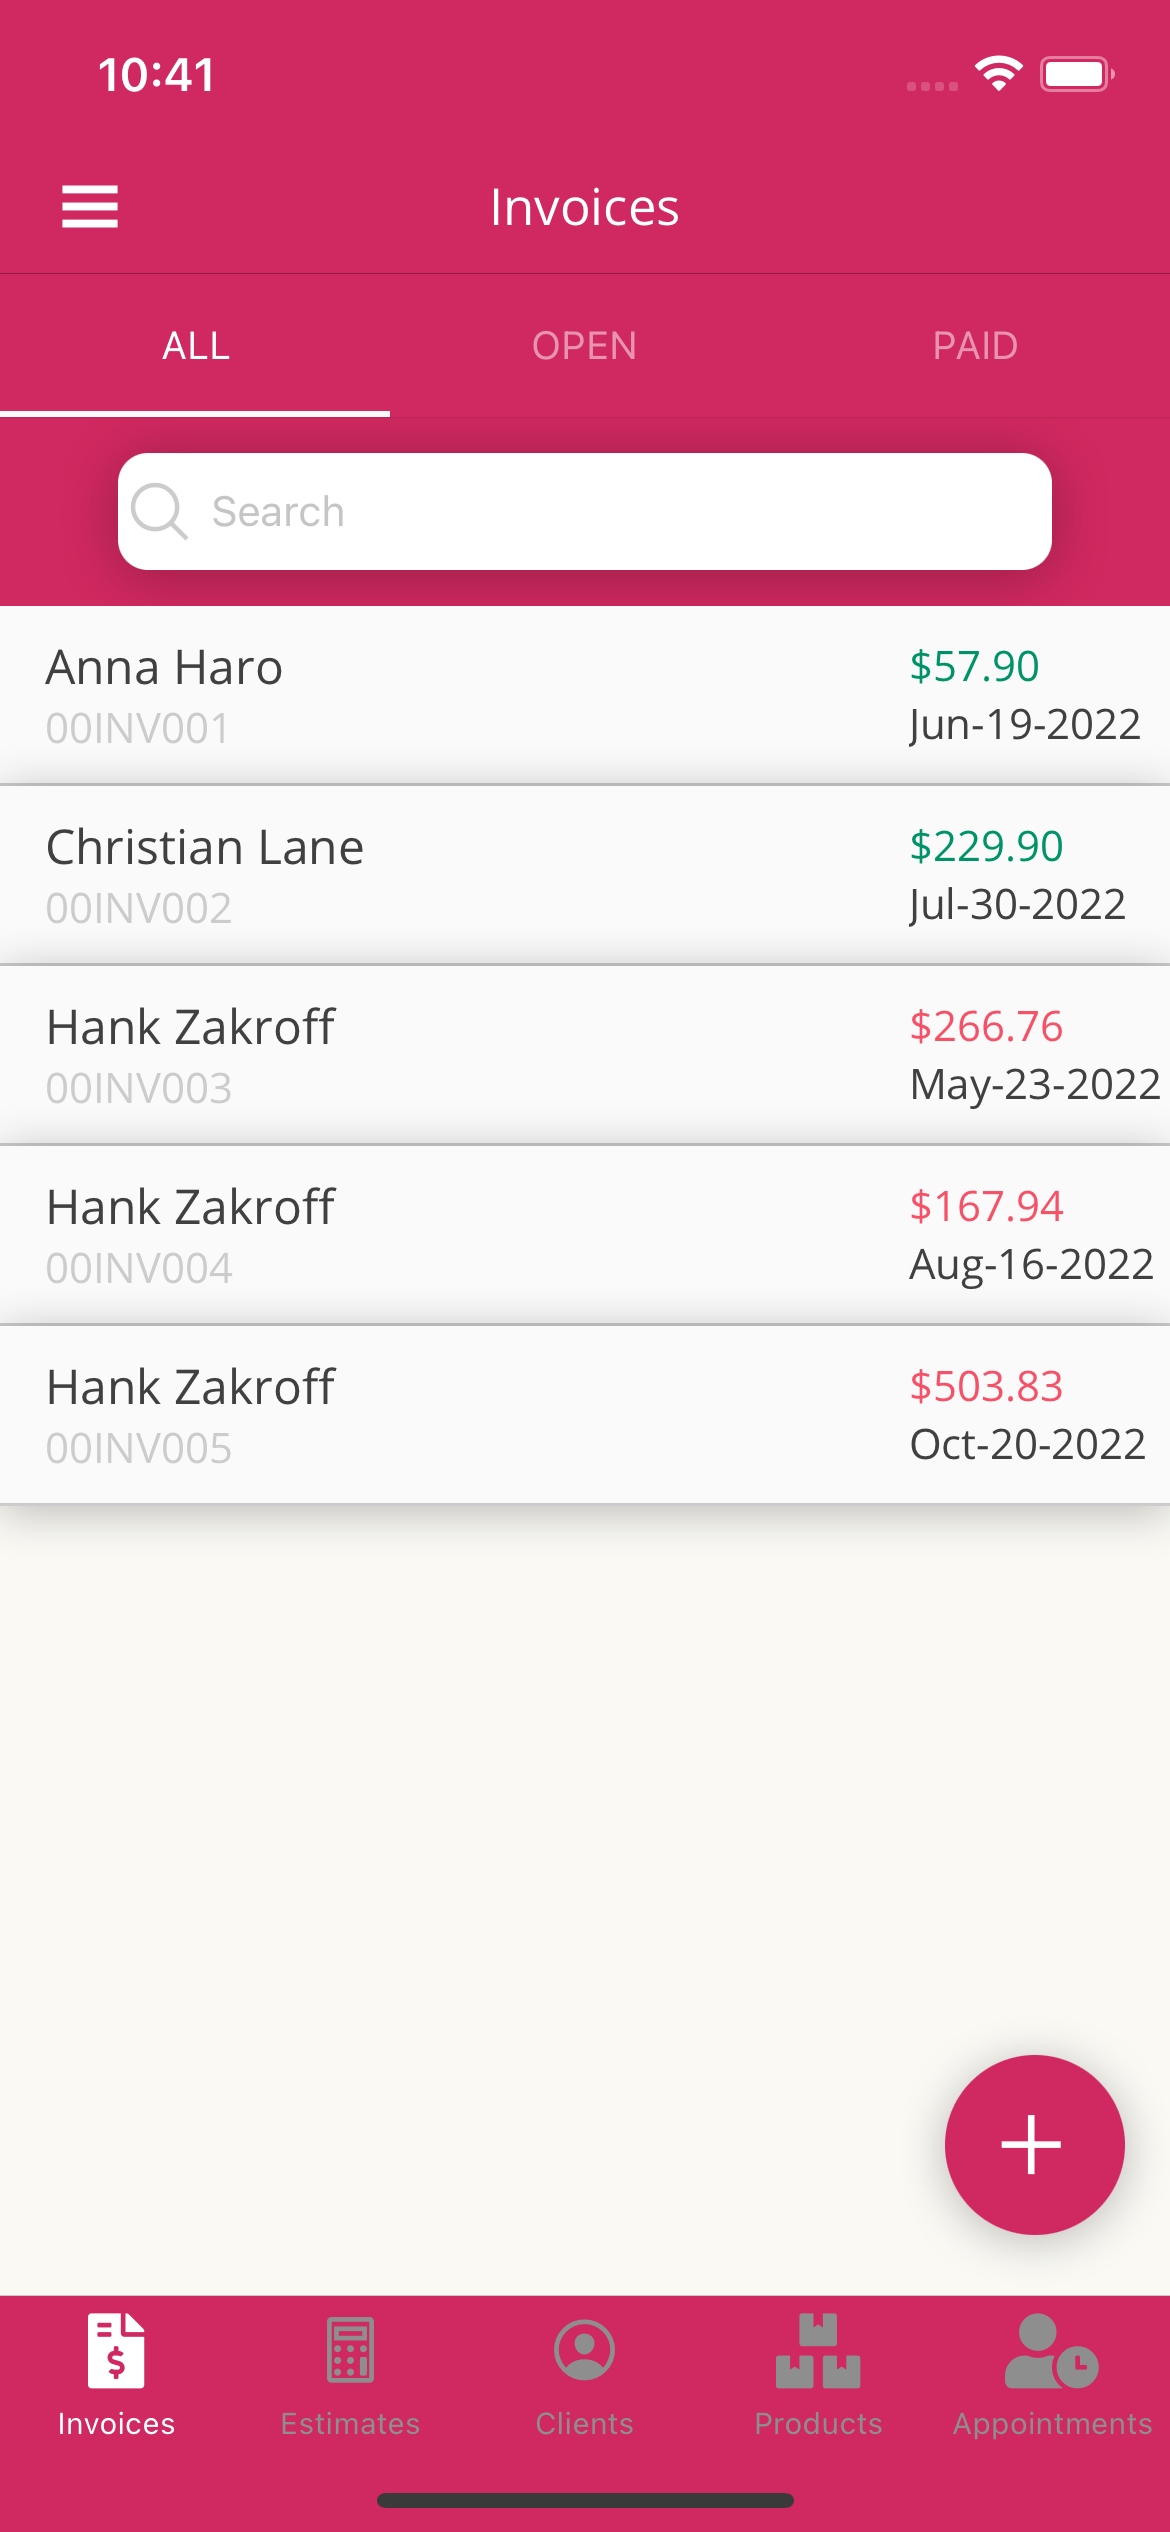 10:41
Invoices
ALL OPEN PAID
Search
Anna Haro $57.90
00INV001 Jun-19-2022
Christian Lane $229.90
00INV002 Jul-30-2022
Hank Zakroff $266.76
00INV003 May-23-2022
Hank Zakroff $167.94
00INV004 Aug-16-2022
Hank Zakroff $503.83
00INV005 Oct-20-2022
Invoices Estimates Clients Products Appointments